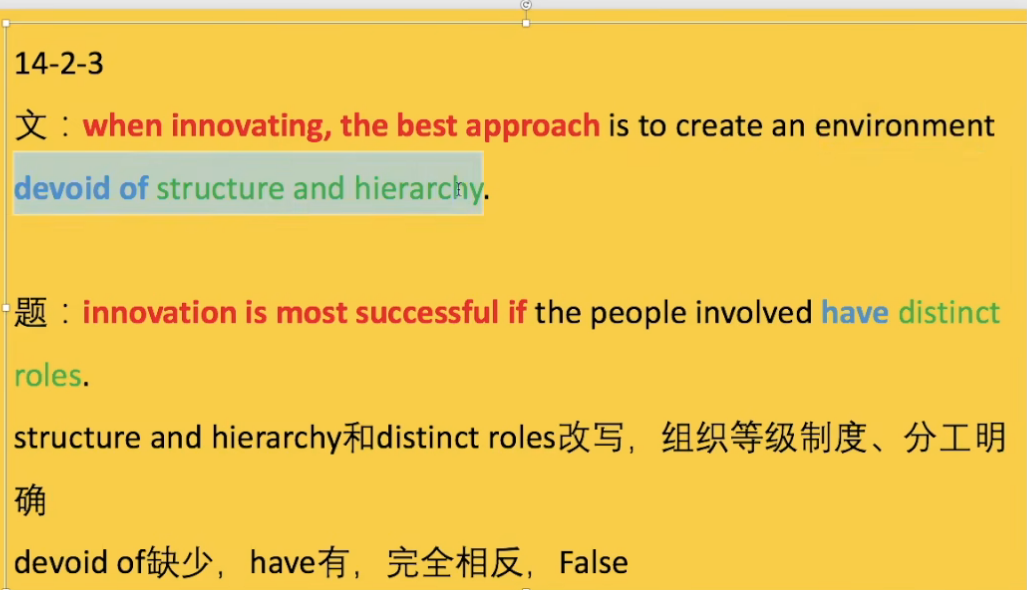 14-2-3
文：when innovating, the best approach is to create an environment
devoid of structure and hierarchy.
题：innovation is most successful if the people involved have distinct
roles.
structure and hierarchy和distinct roles改写，组织等级制度、分工明
确
devoid of缺少，have有，完全相反，False